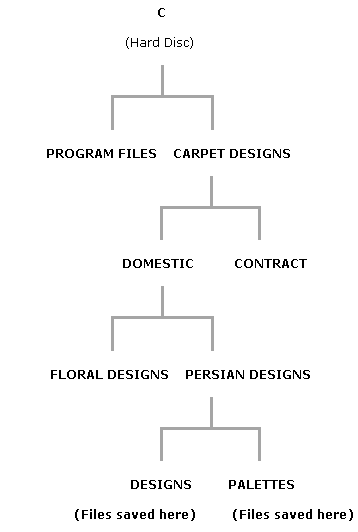 C
(Hard Disc)
PROGRAM FILES CARPET DESIGNS
DOMESTIC CONTRACT
FLORAL DESIGNS PERSIAN DESIGNS
DESIGNS PALETTES
(Files saved here) (Files saved here)